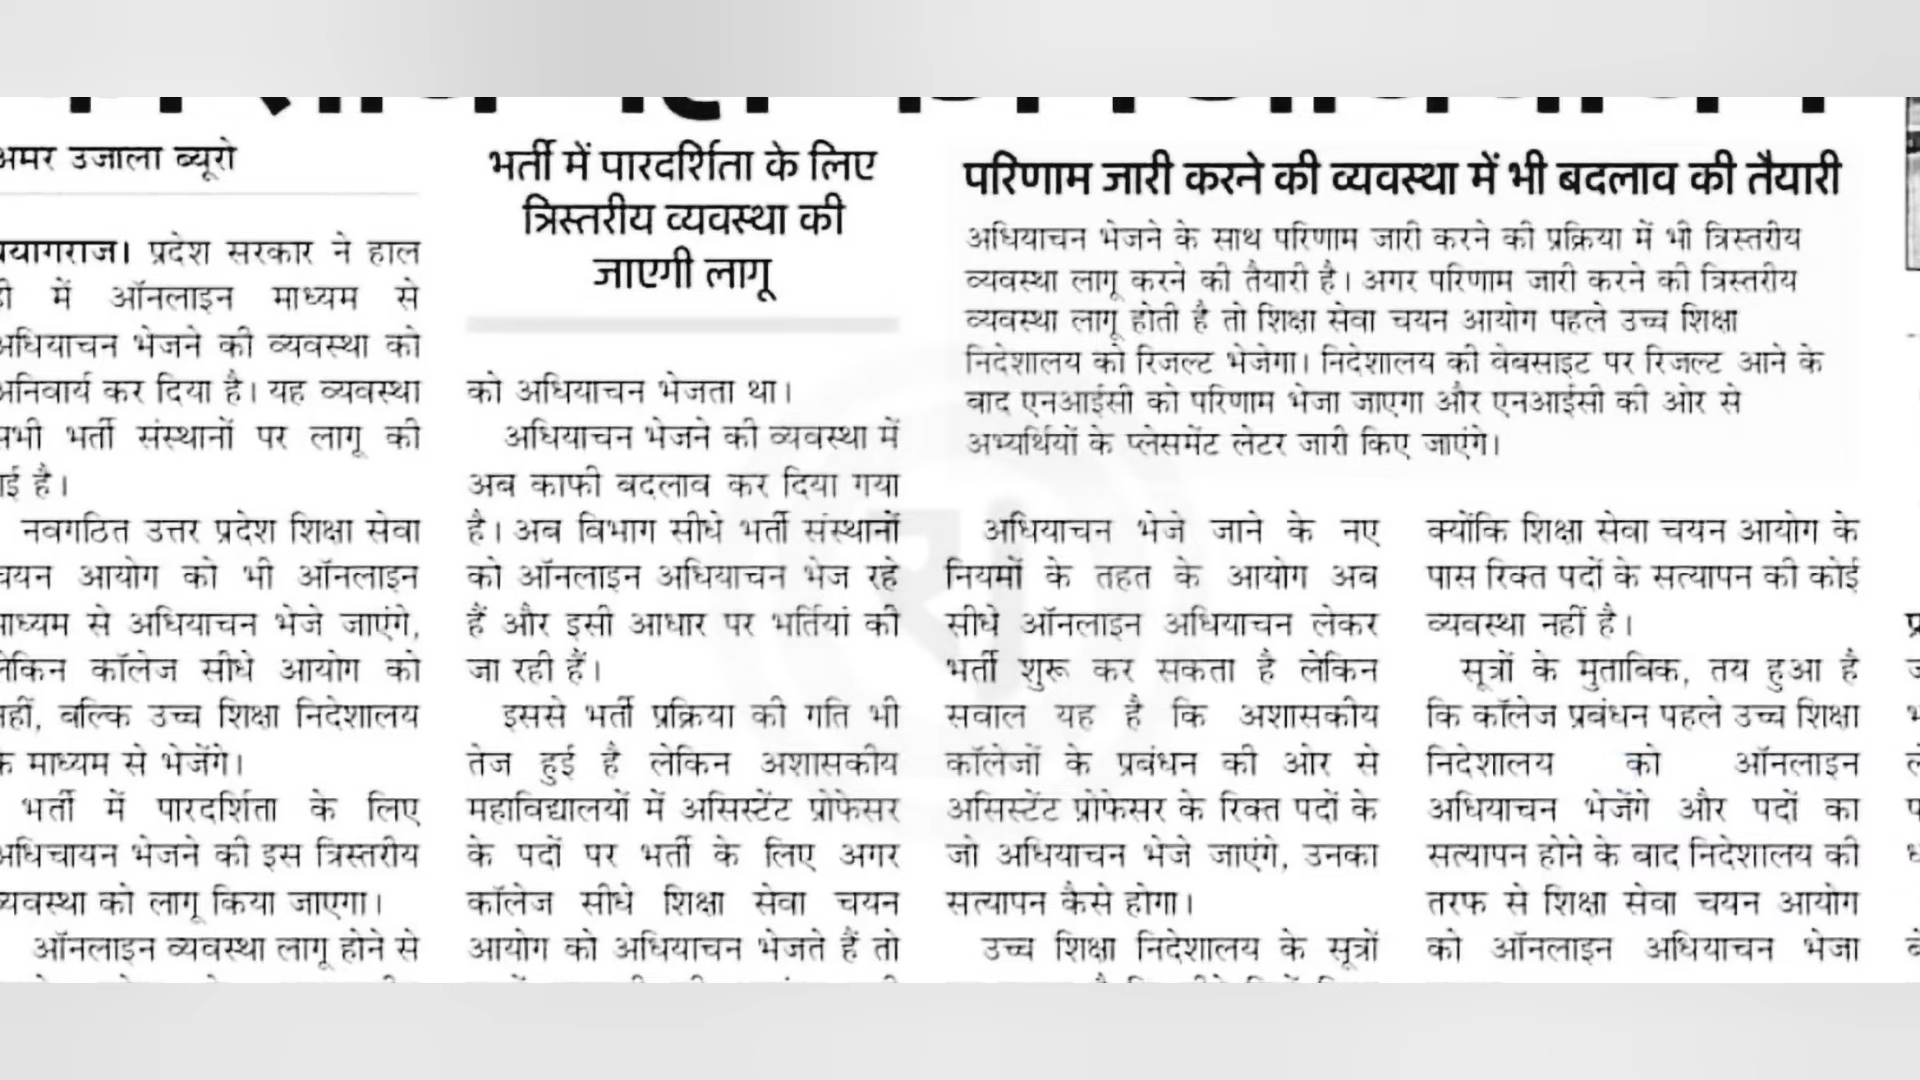 अमर उजाला ब्यूरो
प्रयागराज। प्रदेश सरकार ने हाल
ही में ऑनलाइन माध्यम से
अधियाचन भेजने की व्यवस्था को
अनिवार्य कर दिया है। यह व्यवस्था
सभी भर्ती संस्थानों पर लागू की
गई है।
नवगठित उत्तर प्रदेश शिक्षा सेवा
चयन आयोग को भी ऑनलाइन
माध्यम से अधियाचन भेजे जाएंगे,
लेकिन कॉलेज सीधे आयोग को
नहीं, बल्कि उच्च शिक्षा निदेशालय
के माध्यम से भेजेंगे।
भर्ती में पारदर्शिता के लिए
अधिचायन भेजने की इस त्रिस्तरीय
व्यवस्था को लागू किया जाएगा।
ऑनलाइन व्यवस्था लागू होने से
भर्ती में पारदर्शिता के लिए
त्रिस्तरीय व्यवस्था की
जाएगी लागू
को अधियाचन भेजता था।
अधियाचन भेजने की व्यवस्था में
अब काफी बदलाव कर दिया गया
है। अब विभाग सीधे भर्ती संस्थानों
को ऑनलाइन अधियाचन भेज रहे
हैं और इसी आधार पर भर्तियां की
जा रही हैं।
इससे भर्ती प्रक्रिया की गति भी
तेज हुई है लेकिन अशासकीय
महाविद्यालयों में असिस्टेंट प्रोफेसर
के पदों पर भर्ती के लिए अगर
कॉलेज सीधे शिक्षा सेवा चयन
आयोग को अधियाचन भेजते हैं तो
परिणाम जारी करने की व्यवस्था में भी बदलाव की तैयारी
अधियाचन भेजने के साथ परिणाम जारी करने की प्रक्रिया में भी त्रिस्तरीय
व्यवस्था लागू करने की तैयारी है। अगर परिणाम जारी करने की त्रिस्तरीय
व्यवस्था लागू होती है तो शिक्षा सेवा चयन आयोग पहले उच्च शिक्षा
निदेशालय को रिजल्ट भेजेगा। निदेशालय की वेबसाइट पर रिजल्ट आने के
बाद एनआईसी को परिणाम भेजा जाएगा और एनआईसी की ओर से
अभ्यर्थियों के प्लेसमेंट लेटर जारी किए जाएंगे।
अधियाचन भेजे जाने के नए
नियमों के तहत के आयोग अब
सीधे ऑनलाइन अधियाचन लेकर
भर्ती शुरू कर सकता है लेकिन
सवाल यह है कि अशासकीय
कॉलेजों के प्रबंधन की ओर से
असिस्टेंट प्रोफेसर के रिक्त पदों के
जो अधियाचन भेजे जाएंगे, उनका
सत्यापन कैसे होगा।
उच्च शिक्षा निदेशालय के सूत्रों
क्योंकि शिक्षा सेवा चयन आयोग के
पास रिक्त पदों के सत्यापन की कोई
व्यवस्था नहीं है।
सूत्रों के मुताबिक, तय हुआ है
कि कॉलेज प्रबंधन पहले उच्च शिक्षा
निदेशालय को ऑनलाइन
अधियाचन भेजेंगे और पदों का
सत्यापन होने के बाद निदेशालय की
तरफ से शिक्षा सेवा चयन आयोग
को ऑनलाइन अधियाचन भेजा